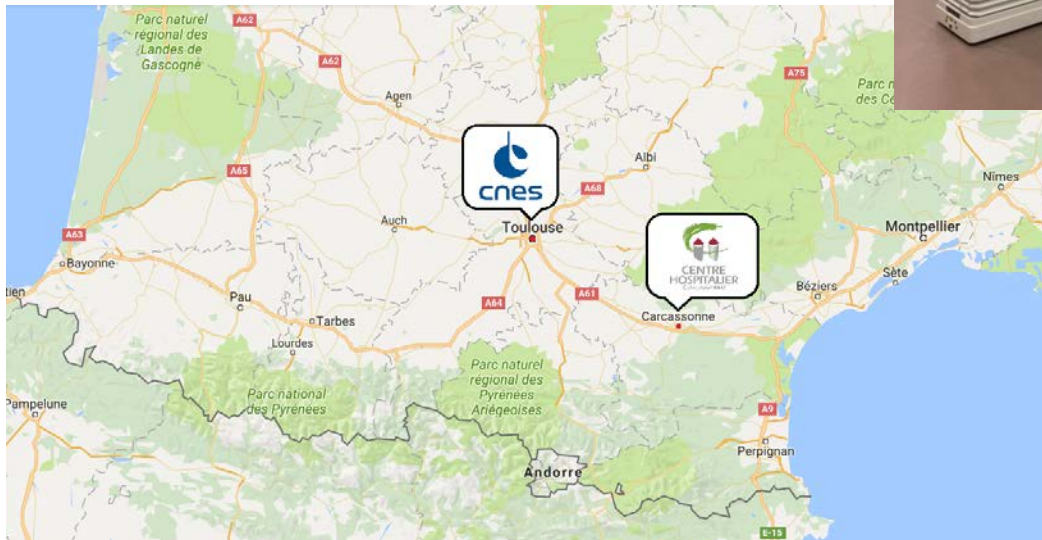 Parc naturel
régional des
Landes de
Gascogne
A62
A62
A75
Parc n
des Cé
Agen
A65
cnes
Albi
Nîmes
A68
Auch
Toulouse
Montpellier
A63
Bayonne
CENTRE
HOSPITALIER
Sète
tien
Pau
A64
A61
Béziers
Tarbes
Carcassonne
Lourdes
Parc naturel
régional des
Pyrénées
Ariégeoises
Parc national
des Pyrénées
Pampelune
A9
Perpignan
Andorre
E-15